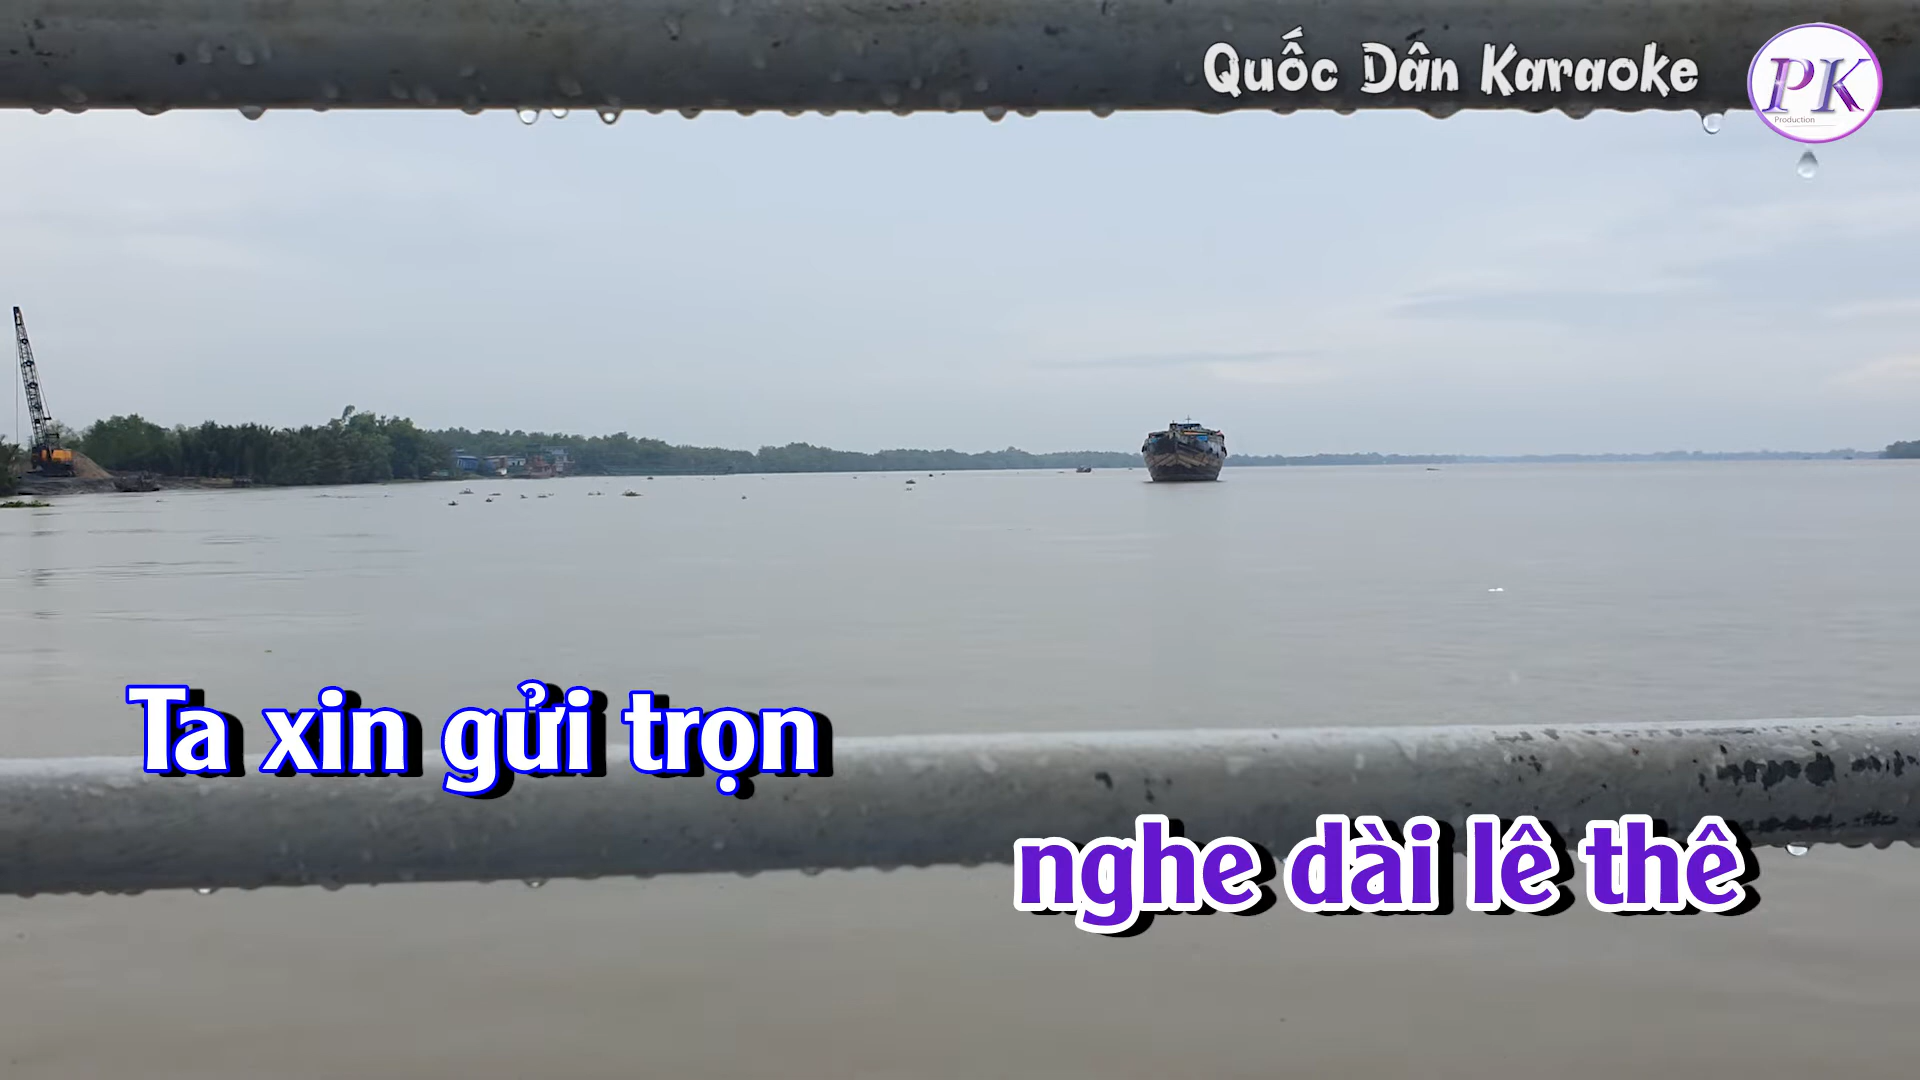 Quốc Dân Karaoke
PK
Production
Ta xin gửi trọn
nghe dài lê thê